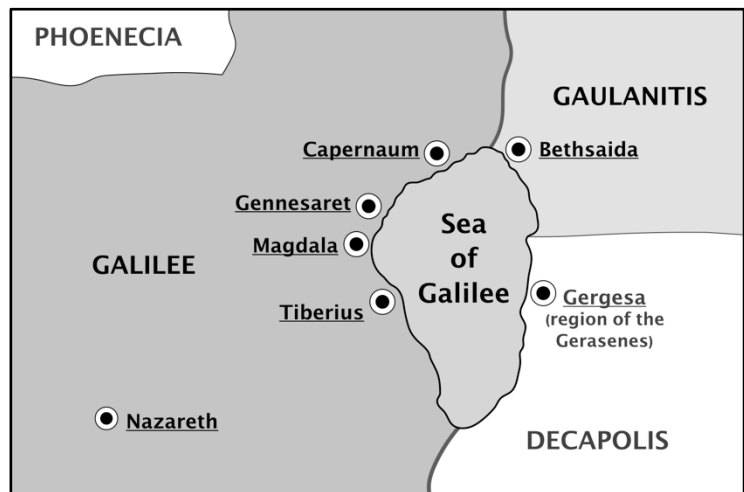 PHOENECIA
GAULANITIS
Capernaum
Bethsaida
Gennesaret
Sea
of
Galilee
Magdala
GALILEE
Tiberius
Gergesa
(region of the
Gerasenes)
Nazareth
DECAPOLIS